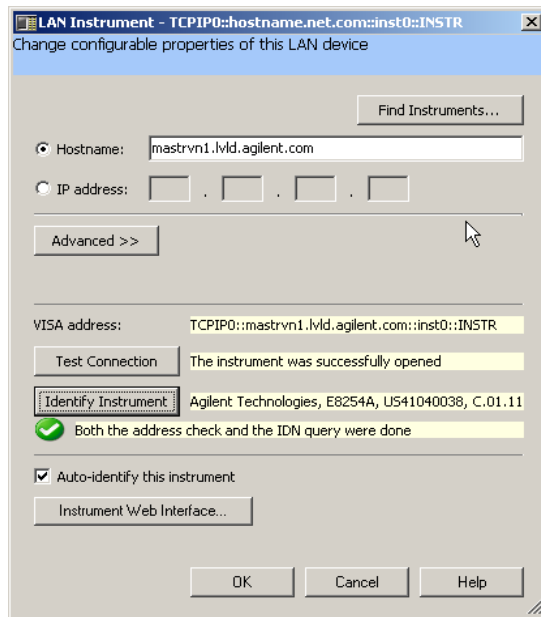 LAN Instrument - TCPIP0::hostname.net.com::inst0::INSTR
Change configurable properties of this LAN device
Find Instruments...
Hostname: mastrvn1.lvld.agilent.com
IP address: . . .
Advanced >>
VISA address: TCPIP0::mastrvn1.lvld.agilent.com::inst0::INSTR
Test Connection The instrument was successfully opened
Identify Instrument Agilent Technologies, E8254A, US41040038, C.01.11
Both the address check and the IDN query were done
Auto-identify this instrument
Instrument Web Interface...
OK Cancel Help